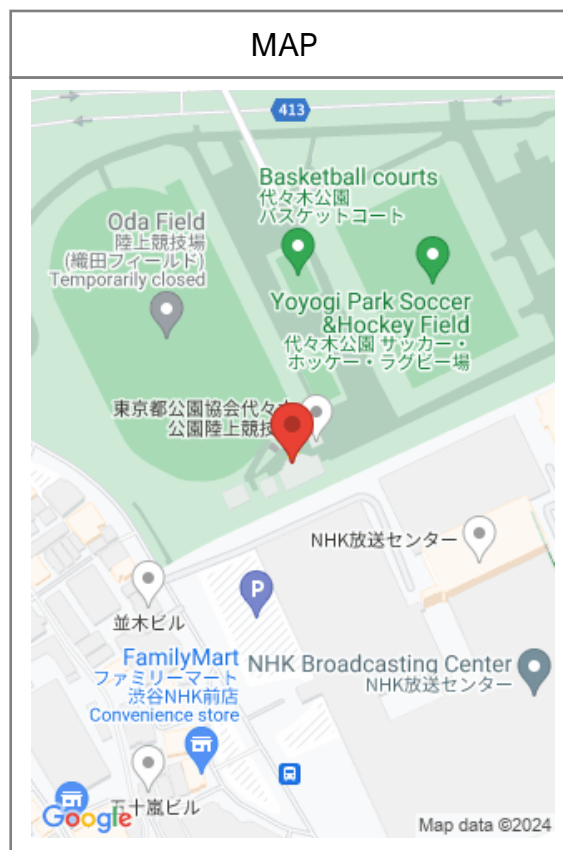 MAP
413
Basketball courts
代々木公園
バスケットコート
Oda Field
陸上競技場
(織田フィールド)
Temporarily closed
Yoyogi Park Soccer
&Hockey Field
代々木公園 サッカー・
ホッケー・ラグビー場
東京都公園協会代々木
公園陸上競技
NHK放送センター
P
並木ビル
FamilyMart
ファミリーマート
渋谷NHK前店
Convenience store
NHK Broadcasting Center
NHK放送センター
五十嵐ビル
Google
Map data ©2024